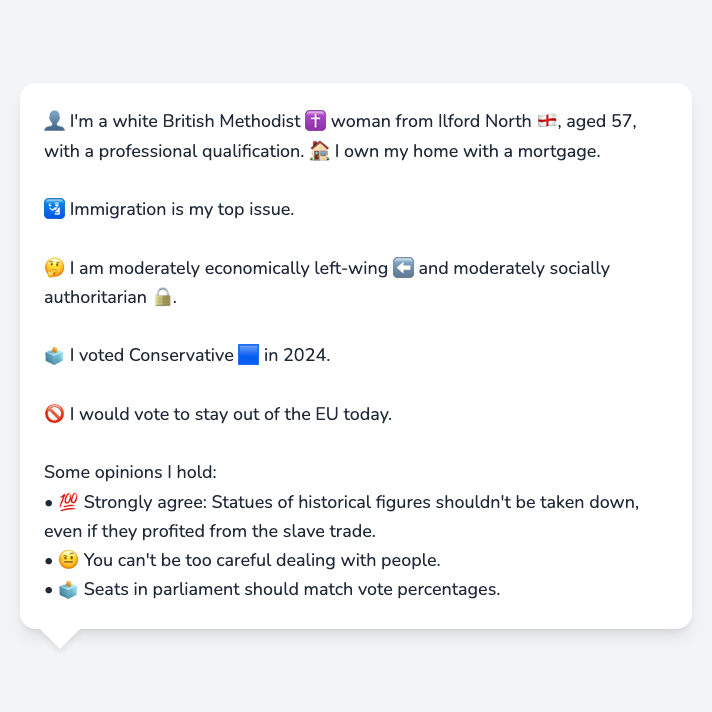 👤 I'm a white British Methodist ✝️ woman from Ilford North 🏴󠁧󠁢󠁥󠁮󠁧󠁿, aged 57,
with a professional qualification. 🏠 I own my home with a mortgage.
🛂 Immigration is my top issue.
🤔 I am moderately economically left-wing ⬅️ and moderately socially
authoritarian 🔒.
🗳️ I voted Conservative 🟦 in 2024.
🚫 I would vote to stay out of the EU today.
Some opinions I hold:
• 💯 Strongly agree: Statues of historical figures shouldn't be taken down,
even if they profited from the slave trade.
• 🤨 You can't be too careful dealing with people.
• 🗳️ Seats in parliament should match vote percentages.